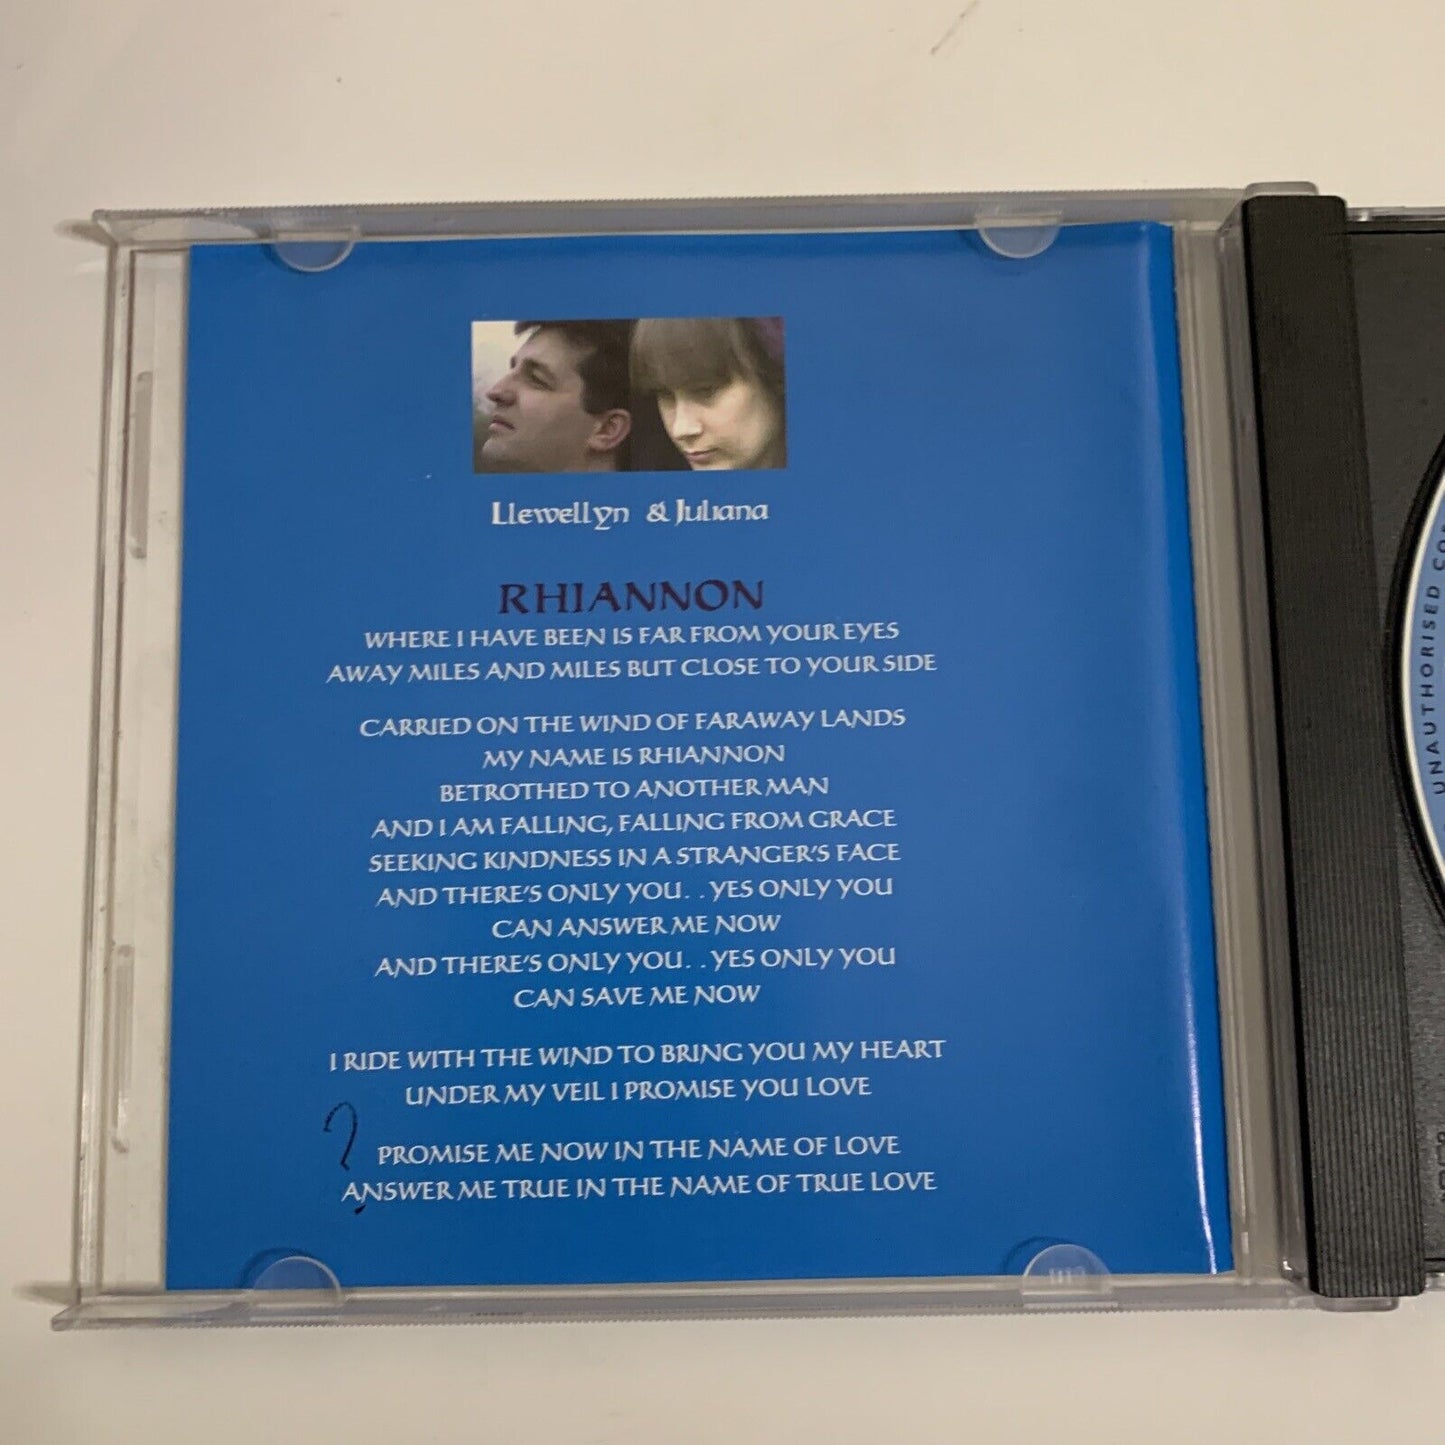 Llewellyn & Juliana
RHIANNON
WHERE I HAVE BEEN IS FAR FROM YOUR EYES
AWAY MILES AND MILES BUT CLOSE TO YOUR SIDE
CARRIED ON THE WIND OF FARAWAY LANDS
MY NAME IS RHIANNON
BETROTHED TO ANOTHER MAN
AND I AM FALLING, FALLING FROM GRACE
SEEKING KINDNESS IN A STRANGER'S FACE
AND THERE'S ONLY YOU. . YES ONLY YOU
CAN ANSWER ME NOW
AND THERE'S ONLY YOU. . YES ONLY YOU
CAN SAVE ME NOW
I RIDE WITH THE WIND TO BRING YOU MY HEART
UNDER MY VEIL I PROMISE YOU LOVE
? PROMISE ME NOW IN THE NAME OF LOVE
ANSWER ME TRUE IN THE NAME OF TRUE LOVE
UNAUTHORISED